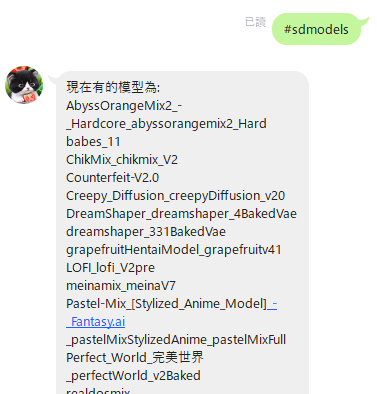 已讀
#sdmodels
現在有的模型為:
AbyssOrangeMix2_-
_Hardcore_abyssorangemix2_Hard
babes_11
ChikMix_chikmix_V2
Counterfeit-V2.0
Creepy_Diffusion_creepyDiffusion_v20
DreamShaper_dreamshaper_4BakedVae
dreamshaper_331BakedVae
grapefruitHentaiModel_grapefruitv41
LOFI_lofi_V2pre
meinamix_meinaV7
Pastel-Mix_[Stylized_Anime_Model]_-
_Fantasy.ai
_pastelMixStylizedAnime_pastelMixFull
Perfect_World_完美世界
_perfectWorld_v2Baked
realdosmix